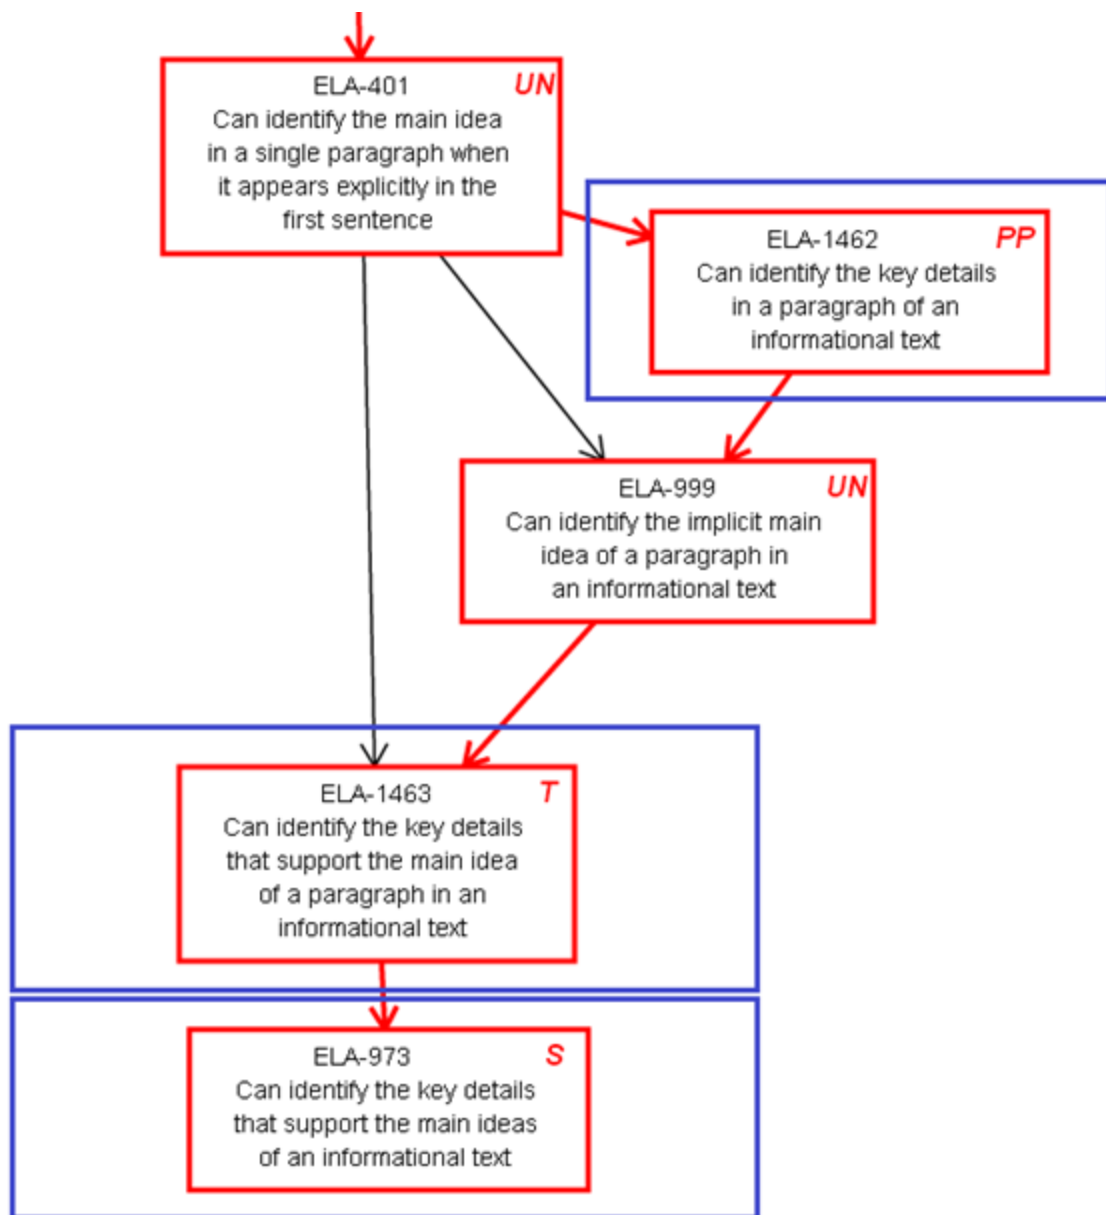 ELA-401 UN
Can identify the main idea
in a single paragraph when
it appears explicitly in the
first sentence
ELA-1462 PP
Can identify the key details
in a paragraph of an
informational text
ELA-999 UN
Can identify the implicit main
idea of a paragraph in
an informational text
ELA-1463 T
Can identify the key details
that support the main idea
of a paragraph in an
informational text
ELA-973 S
Can identify the key details
that support the main ideas
of an informational text